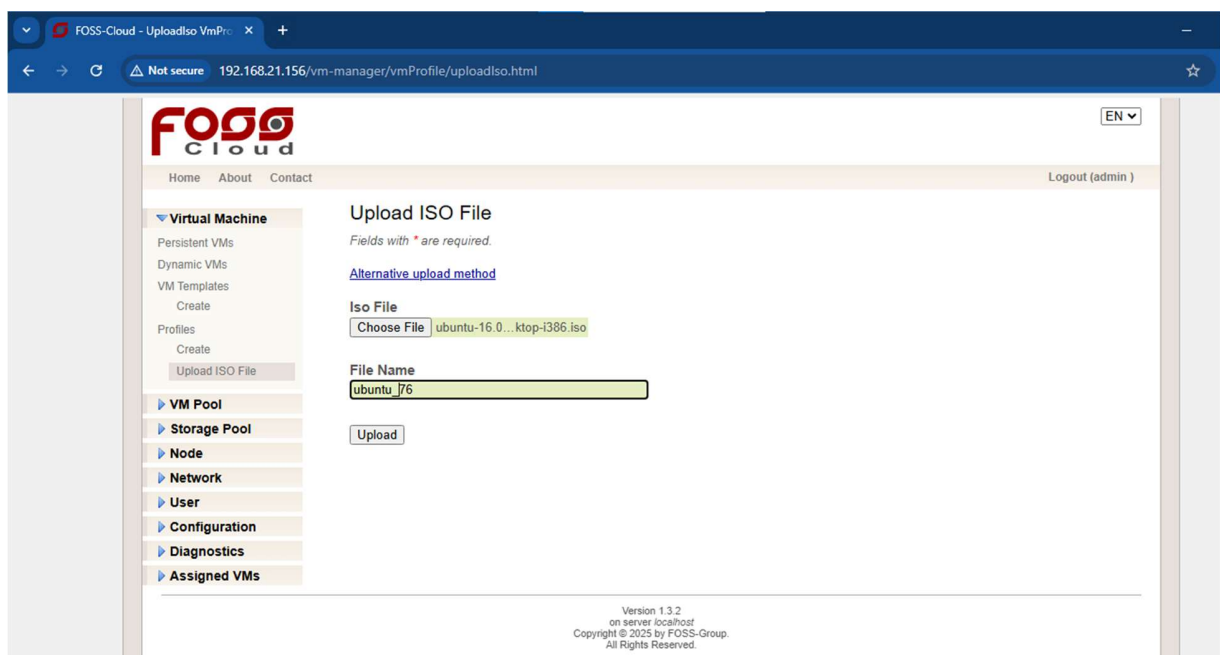 FOSS-Cloud - UploadIso VmPro
Not secure 192.168.21.156/vm-manager/vmProfile/uploadIso.html
FOSS
Cloud
EN
Home About Contact Logout (admin )
Virtual Machine
Persistent VMs
Dynamic VMs
VM Templates
Create
Profiles
Create
Upload ISO File
VM Pool
Storage Pool
Node
Network
User
Configuration
Diagnostics
Assigned VMs
Upload ISO File
Fields with * are required.
Alternative upload method
Iso File
Choose File ubuntu-16.0...ktop-i386.iso
File Name
ubuntu_76
Upload
Version 1.3.2
on server localhost
Copyright © 2025 by FOSS-Group.
All Rights Reserved.